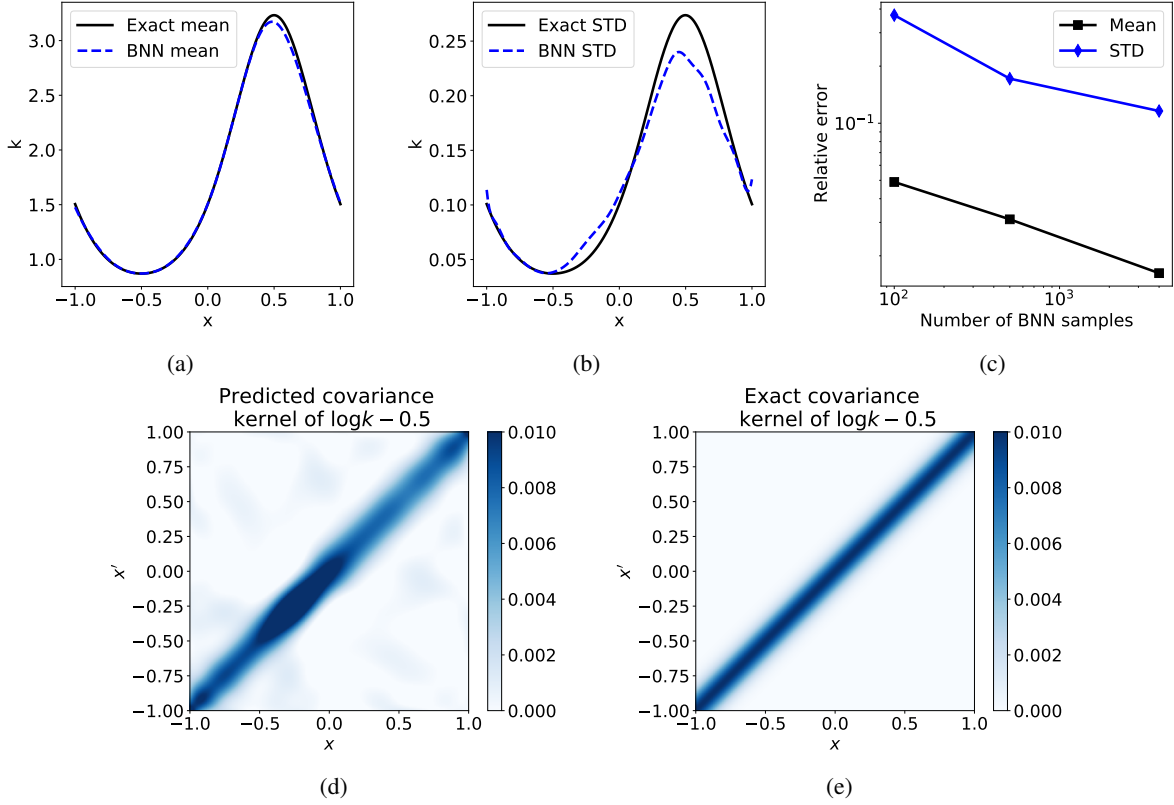 Exact mean
BNN mean
3.0
2.5
2.0
1.5
1.0
k
−1.0 −0.5 0.0 0.5 1.0
x
(a)
Exact STD
BNN STD
0.25
0.20
0.15
0.10
0.05
k
−1.0 −0.5 0.0 0.5 1.0
x
(b)
Mean
STD
10⁻¹
Relative error
10² 10³
Number of BNN samples
(c)
Predicted covariance
kernel of logk − 0.5
1.00
0.75
0.50
0.25
0.00
−0.25
−0.50
−0.75
−1.00
x′
−1.0 −0.5 0.0 0.5 1.0
x
0.010
0.008
0.006
0.004
0.002
0.000
(d)
Exact covariance
kernel of logk − 0.5
1.00
0.75
0.50
0.25
0.00
−0.25
−0.50
−0.75
−1.00
x′
−1.0 −0.5 0.0 0.5 1.0
x
0.010
0.008
0.006
0.004
0.002
0.000
(e)